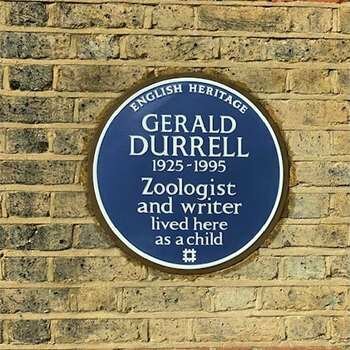 ENGLISH HERITAGE
GERALD
DURRELL
1925-1995
Zoologist
and writer
lived here
as a child